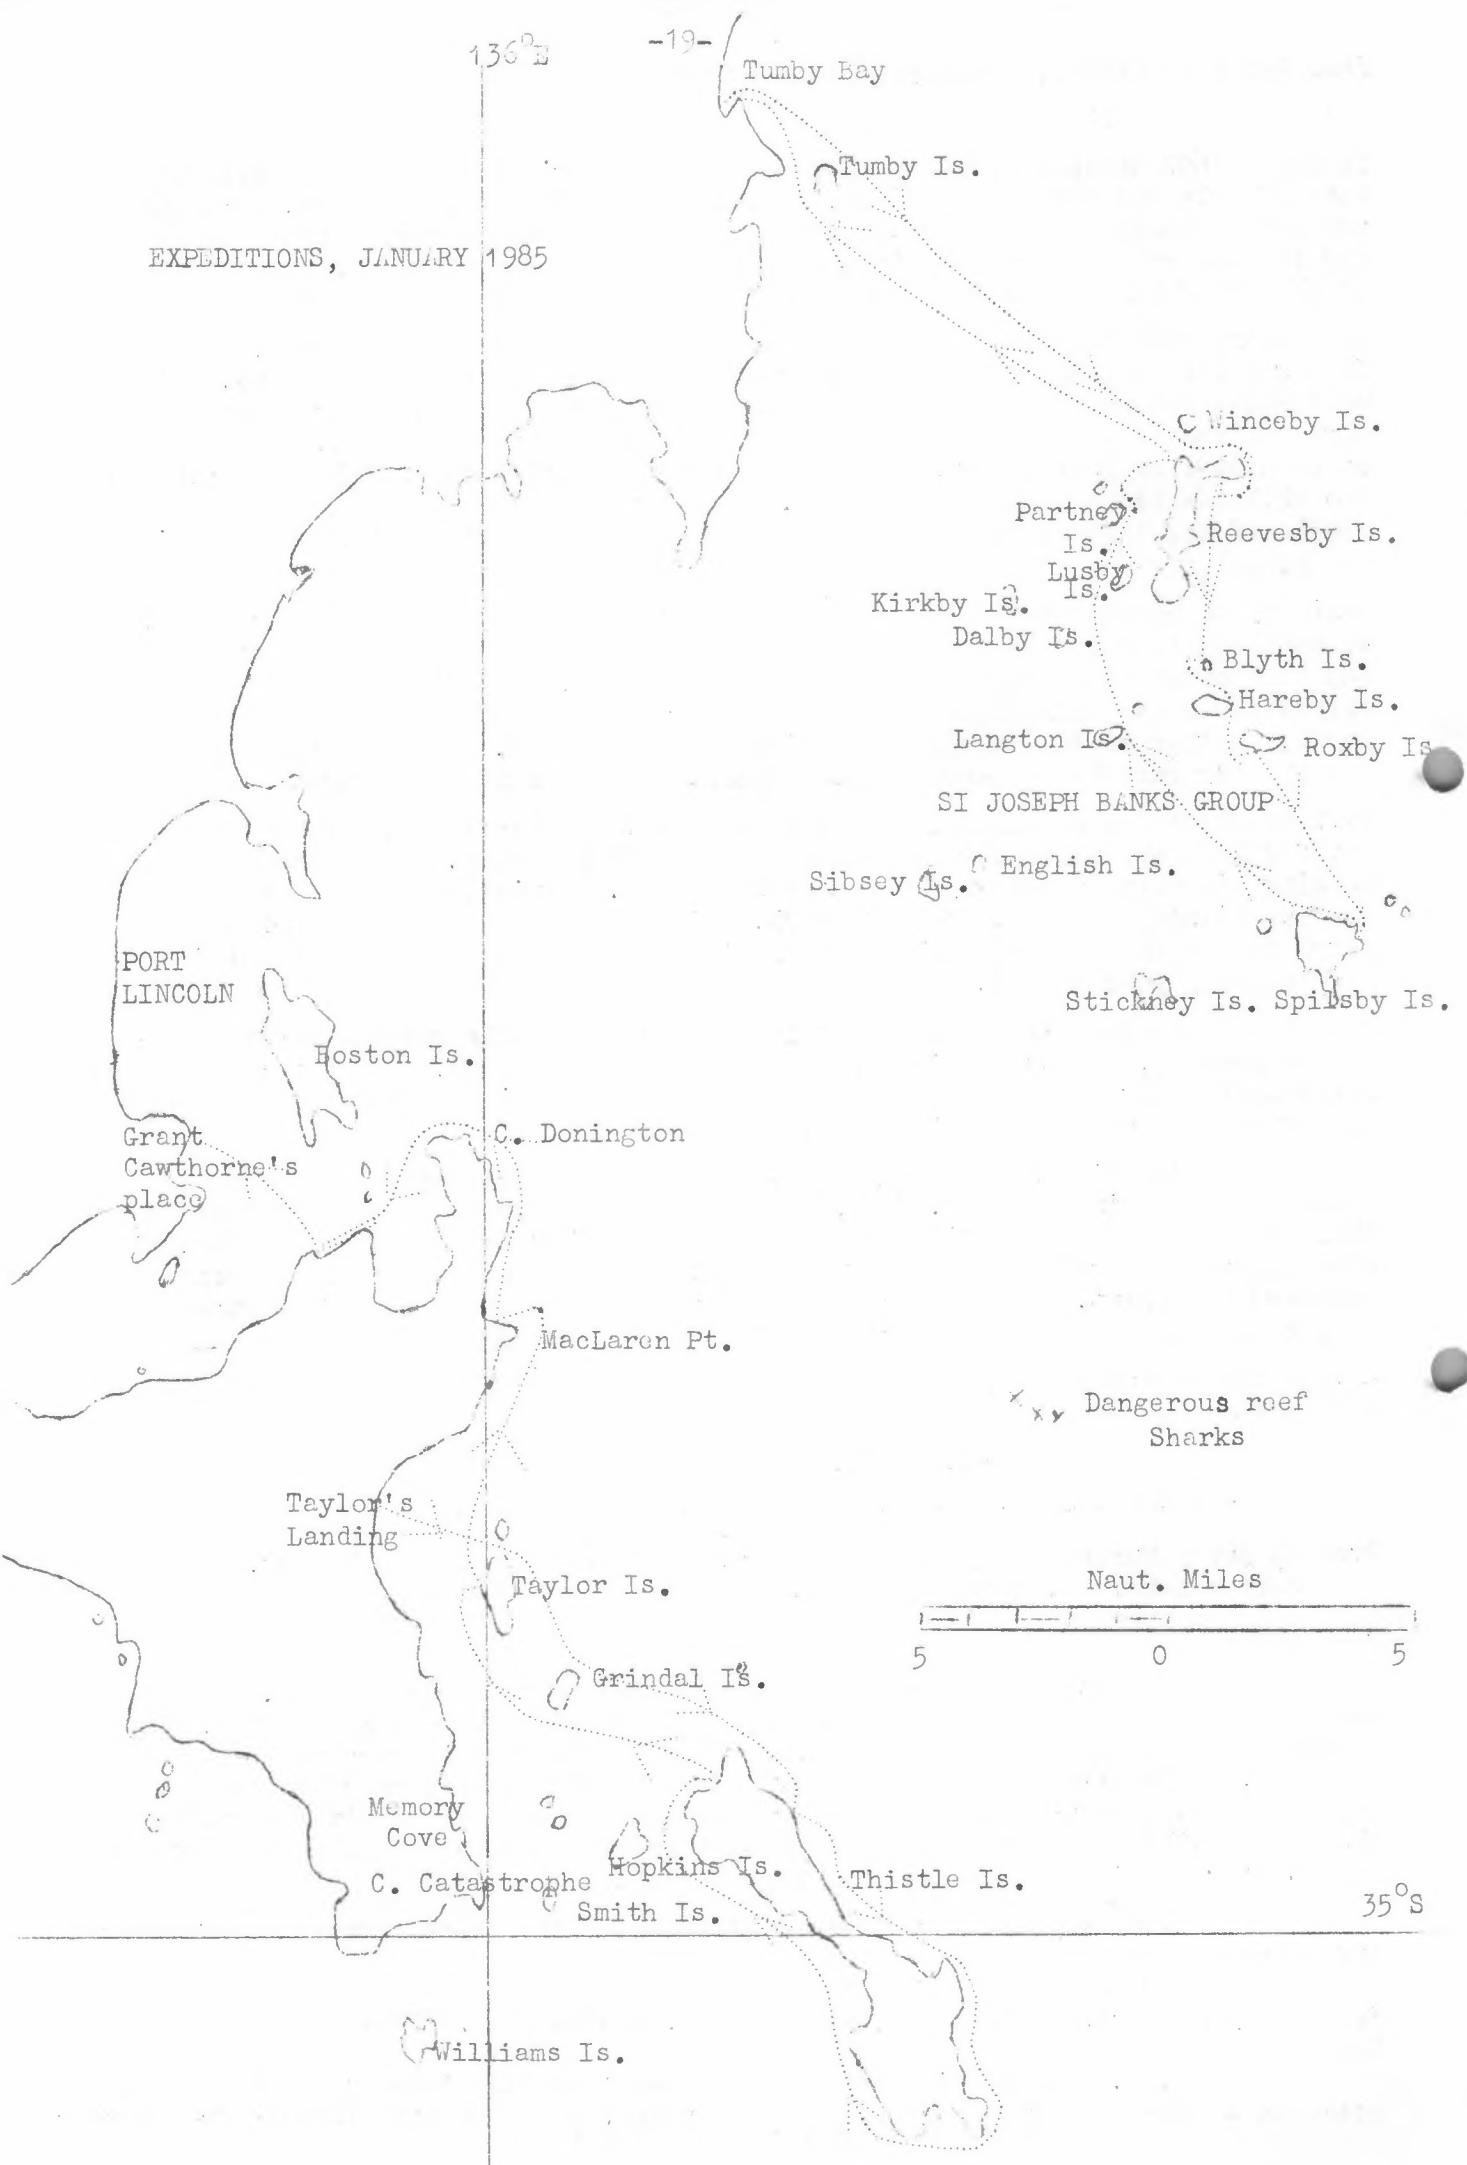 136°E
-19-
Tumby Bay
Tumby Is.
EXPEDITIONS, JANUARY 1985
Winceby Is.
Partney
Is.
Reevesby Is.
Lusby
Is.
Kirkby Is.
Dalby Is.
Blyth Is.
Hareby Is.
Langton Is.
Roxby Is
SI JOSEPH BANKS GROUP
English Is.
Sibsey Is.
PORT
LINCOLN
Stickney Is. Spilsby Is.
Boston Is.
Grant
Cawthorne's
place
C. Donington
MacLaren Pt.
Dangerous reef
Sharks
Taylor's
Landing
Taylor Is.
Naut. Miles
5 0 5
Grindal Is.
Memory
Cove
Hopkins Is.
C. Catastrophe
Thistle Is.
Smith Is.
35°S
Williams Is.